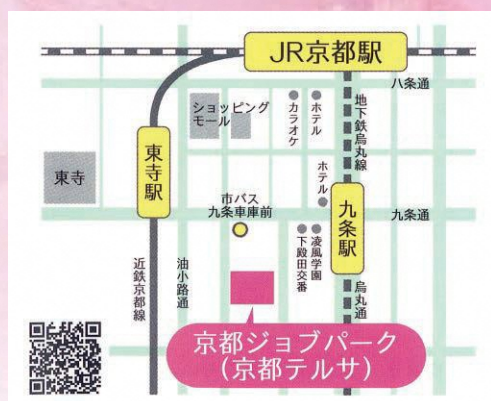 JR京都駅
八条通
ショッピング
モール
カラオケ
ホテル
地下鉄烏丸線
東寺駅
東寺
ホテル
市バス
九条車庫前
九条駅
九条通
近鉄京都線
油小路通
下殿田交番
凌風学園
烏丸通
京都ジョブパーク
(京都テルサ)